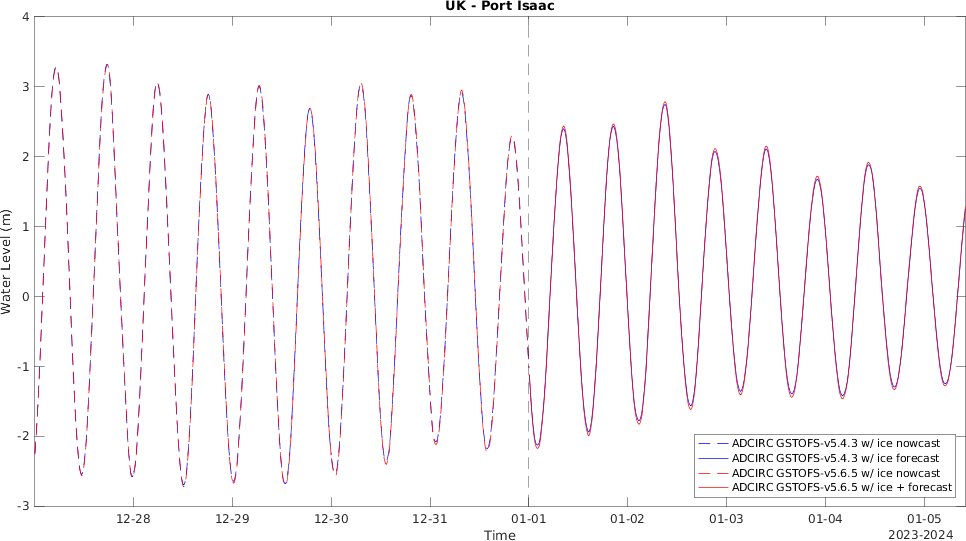 UK - Port Isaac
Water Level (m)
4
3
2
1
0
-1
-2
-3
ADCIRC GSTOFS-v5.4.3 w/ ice nowcast
ADCIRC GSTOFS-v5.4.3 w/ ice forecast
ADCIRC GSTOFS-v5.6.5 w/ ice nowcast
ADCIRC GSTOFS-v5.6.5 w/ ice + forecast
12-28 12-29 12-30 12-31 01-01 01-02 01-03 01-04 01-05
Time
2023-2024